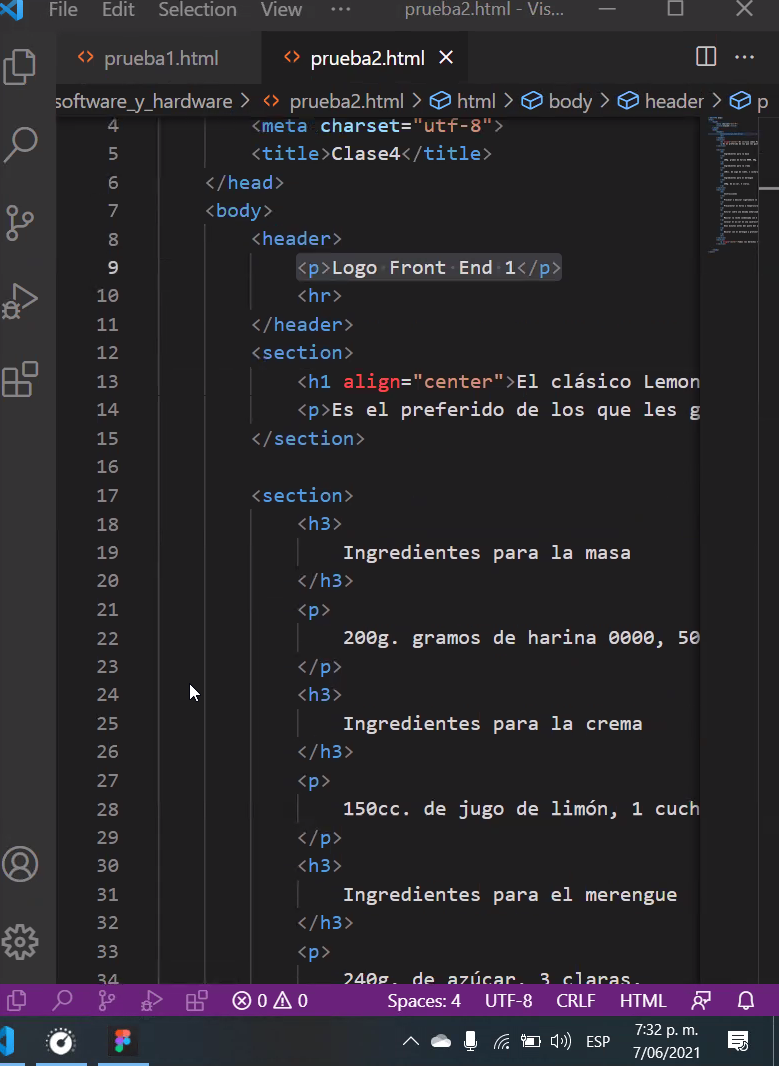 File Edit Selection View ··· prueba2.html - Vis...
prueba1.html prueba2.html
software_y_hardware > prueba2.html > html > body > header > p
4 <meta charset="utf-8">
5 <title>Clase4</title>
6 </head>
7 <body>
8 <header>
9 <p>Logo Front End 1</p>
10 <hr>
11 </header>
12 <section>
13 <h1 align="center">El clásico Lemon
14 <p>Es el preferido de los que les g
15 </section>
16
17 <section>
18 <h3>
19 Ingredientes para la masa
20 </h3>
21 <p>
22 200g. gramos de harina 0000, 50
23 </p>
24 <h3>
25 Ingredientes para la crema
26 </h3>
27 <p>
28 150cc. de jugo de limón, 1 cuch
29 </p>
30 <h3>
31 Ingredientes para el merengue
32 </h3>
33 <p>
34 240g. de azúcar, 3 claras.
0 0 Spaces: 4 UTF-8 CRLF HTML
ESP 7:32 p. m.
7/06/2021